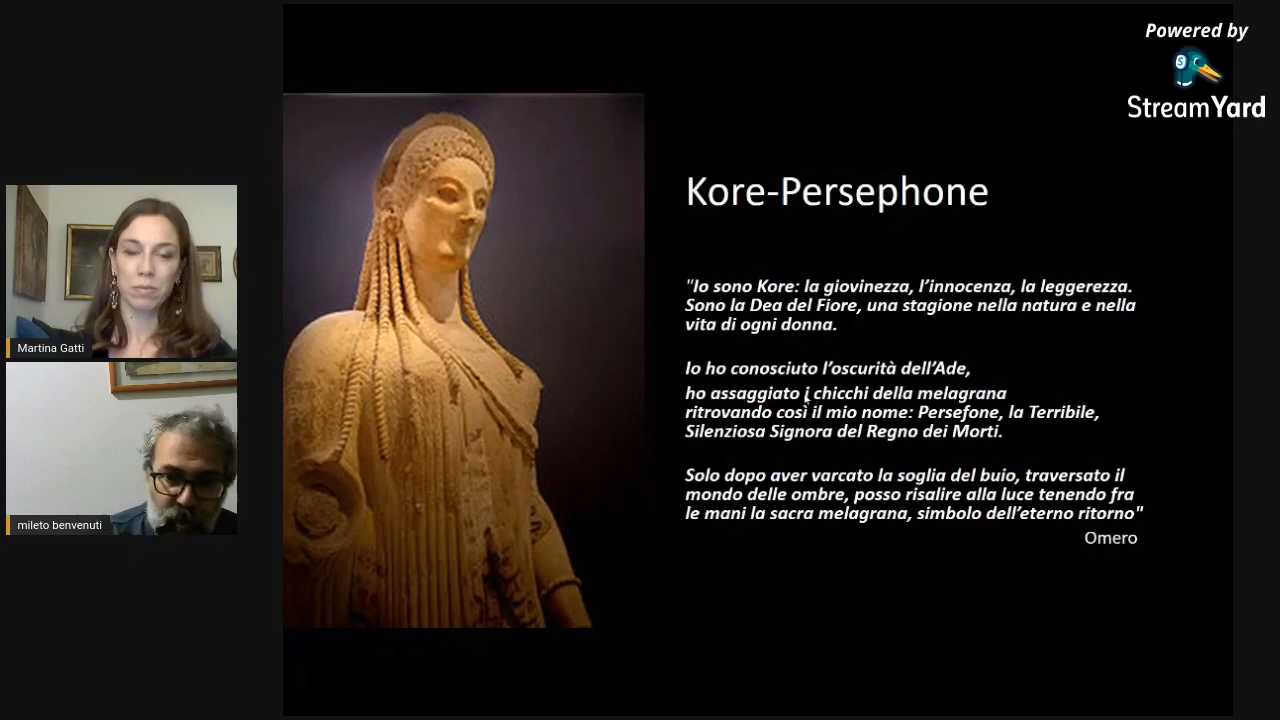 Powered by
StreamYard
Kore-Persephone
"Io sono Kore: la giovinezza, l’innocenza, la leggerezza.
Sono la Dea del Fiore, una stagione nella natura e nella
vita di ogni donna.
Io ho conosciuto l’oscurità dell’Ade,
ho assaggiato i chicchi della melagrana
ritrovando così il mio nome: Persefone, la Terribile,
Silenziosa Signora del Regno dei Morti.
Solo dopo aver varcato la soglia del buio, traversato il
mondo delle ombre, posso risalire alla luce tenendo fra
le mani la sacra melagrana, simbolo dell’eterno ritorno"
Omero
Martina Gatti
mileto benvenuti